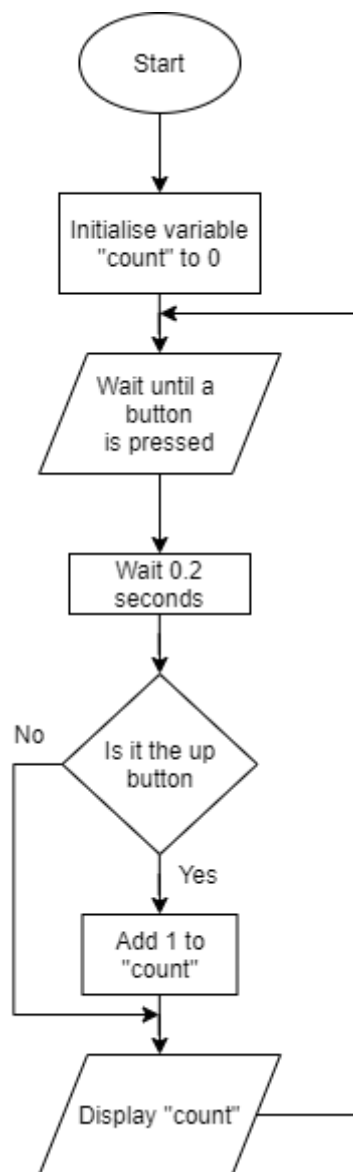 Start
Initialise variable
"count" to 0
Wait until a
button
is pressed
Wait 0.2
seconds
Is it the up
button
No
Yes
Add 1 to
"count"
Display "count"